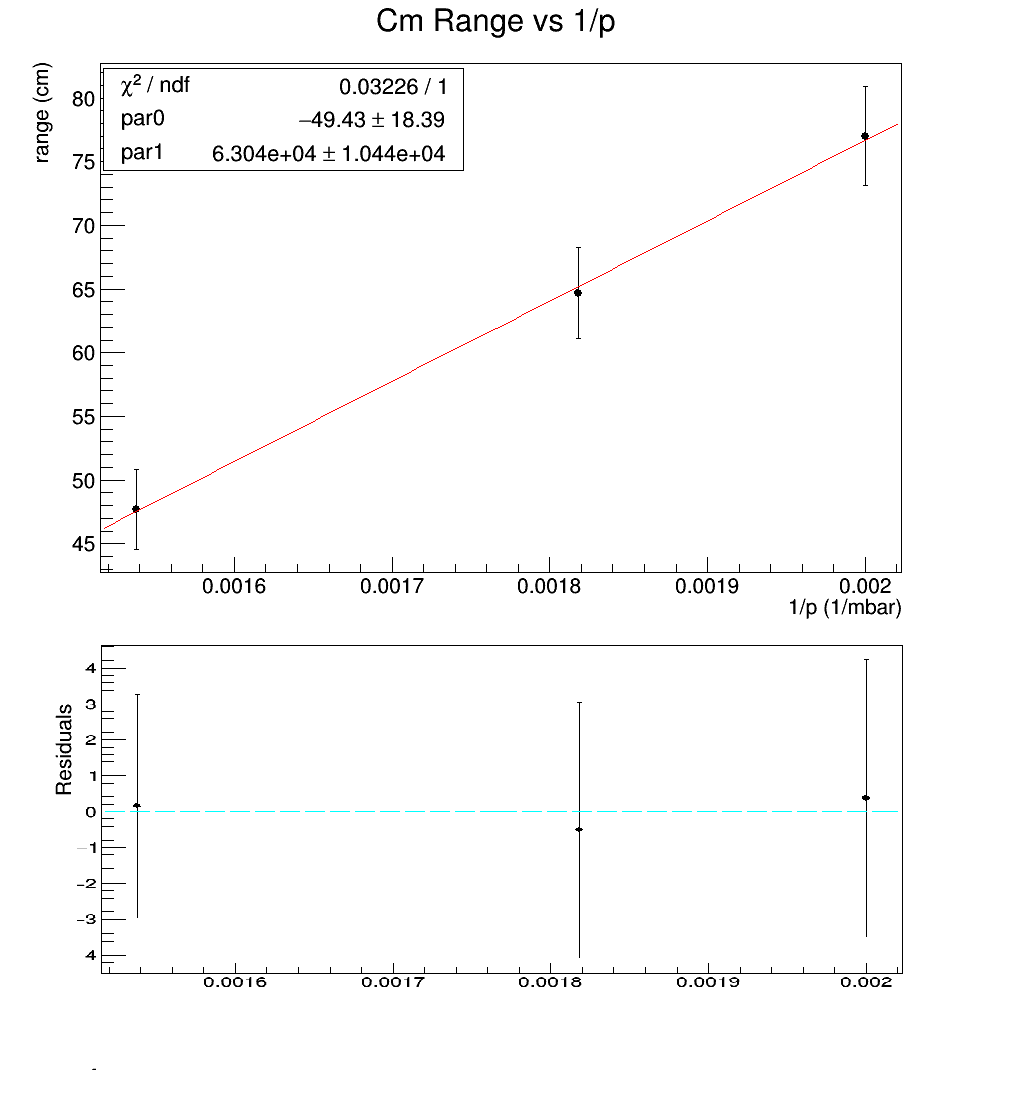 Cm Range vs 1/p
range (cm)
χ² / ndf 0.03226 / 1
par0 −49.43 ± 18.39
par1 6.304e+04 ± 1.044e+04
80
75
70
65
60
55
50
45
0.0016 0.0017 0.0018 0.0019 0.002
1/p (1/mbar)
Residuals
4
3
2
1
0
−1
−2
−3
4
0.0016 0.0017 0.0018 0.0019 0.002
-